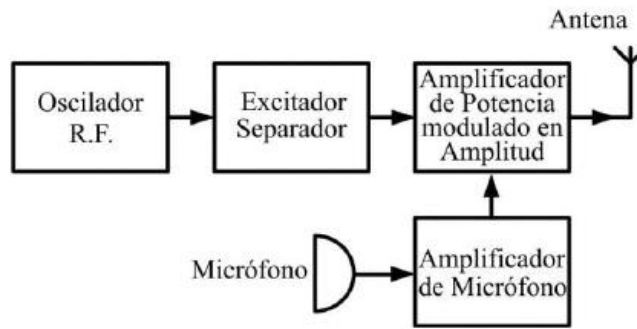 Antena
Oscilador
R.F.
Excitador
Separador
Amplificador
de Potencia
modulado en
Amplitud
Micrófono
Amplificador
de Micrófono